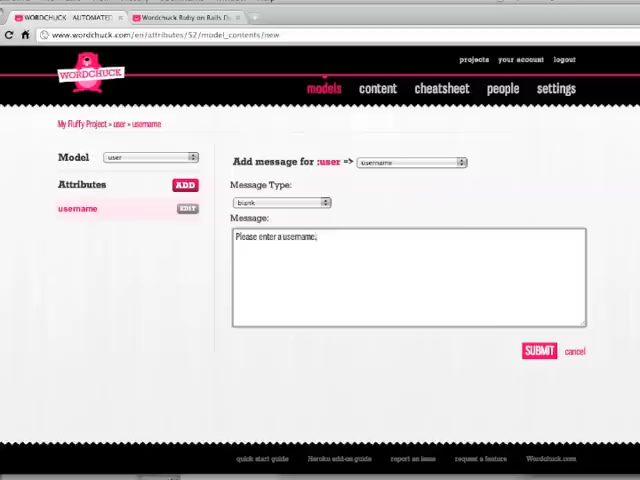 WORDCHUCK - AUTOMATED
Wordchuck Ruby on Rails De
www.wordchuck.com/en/attributes/52/model_contents/new
projects your account logout
WORDCHUCK
models content cheatsheet people settings
My Fluffy Project » user » username
Model user
Add message for :user => username
Attributes ADD
Message Type:
username EDIT
blank
Message:
Please enter a username.
SUBMIT cancel
quick start guide Heroku add-on guide report an issue request a feature Wordchuck.com